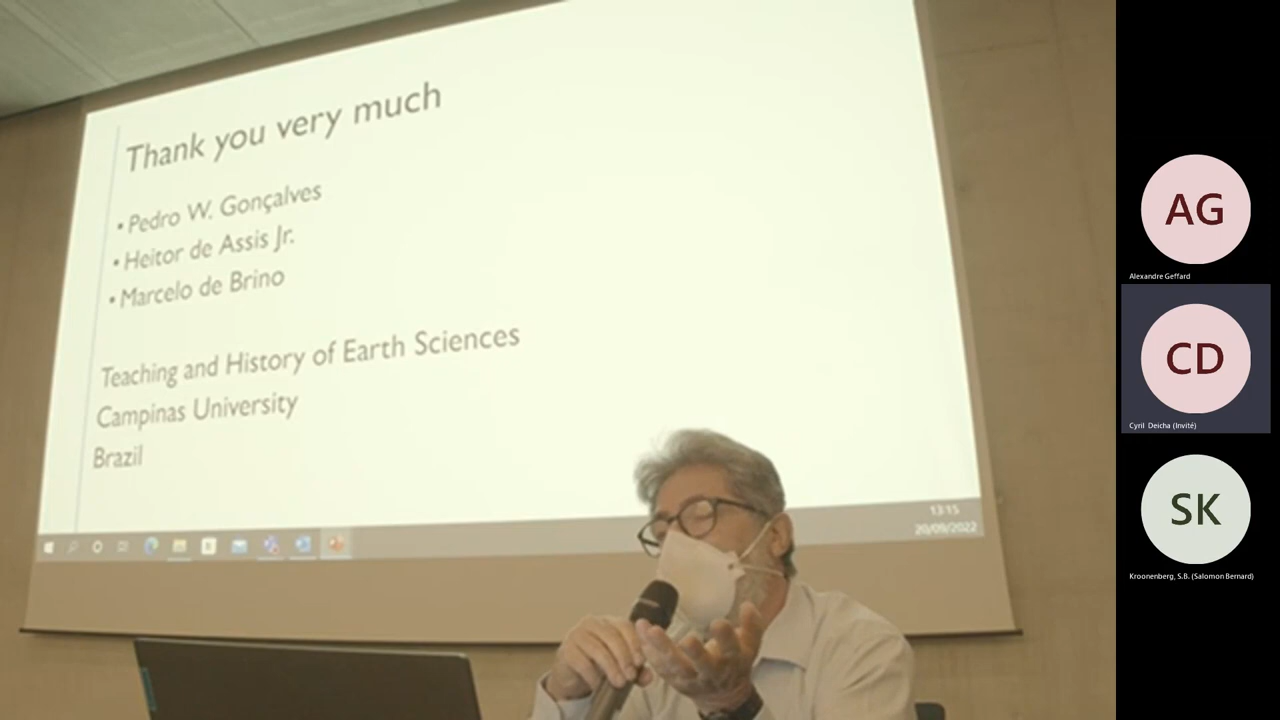 Thank you very much
• Pedro W. Gonçalves
• Heitor de Assis Jr.
• Marcelo de Brino
Teaching and History of Earth Sciences
Campinas University
Brazil
13:15
20/09/2022
AG
Alexandre Geffard
CD
Cyril Deicha (Invité)
SK
Kroonenberg, S.B. (Salomon Bernard)